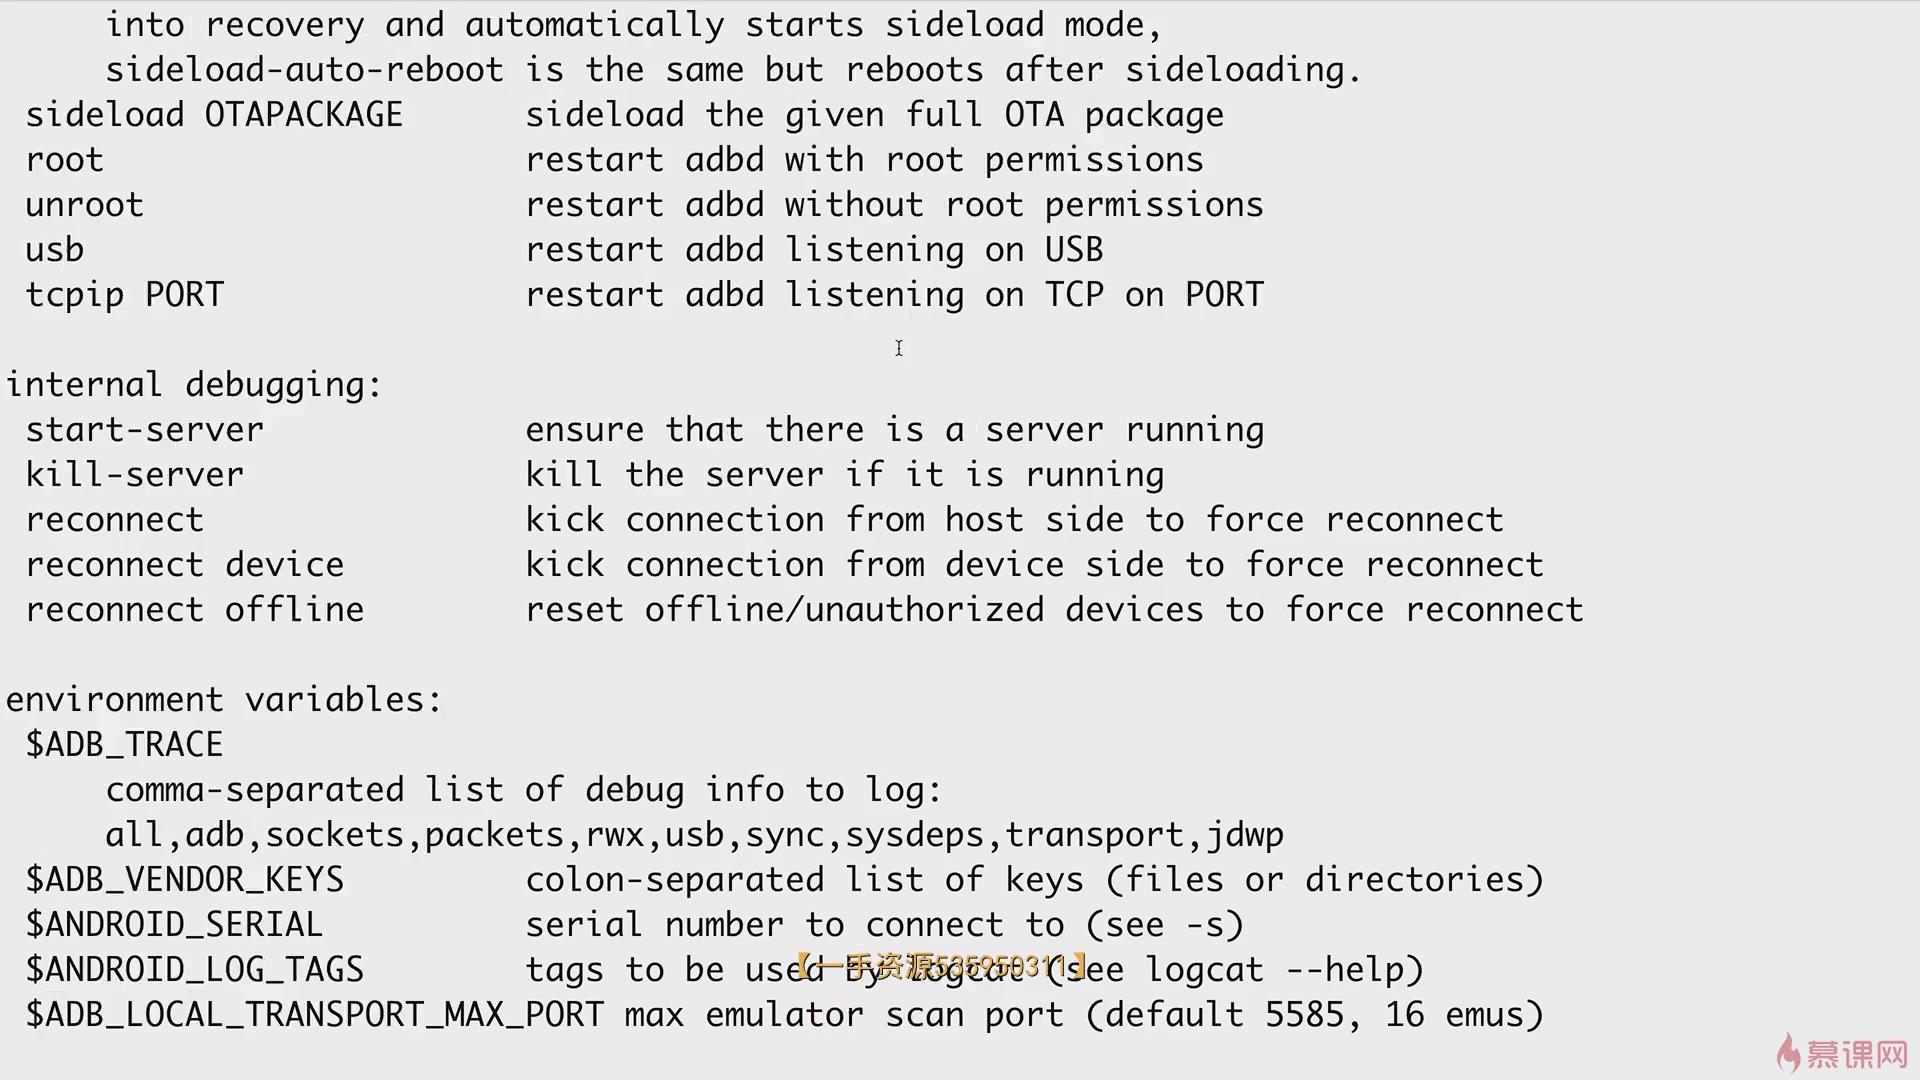 into recovery and automatically starts sideload mode,
sideload-auto-reboot is the same but reboots after sideloading.
sideload OTAPACKAGE sideload the given full OTA package
root restart adbd with root permissions
unroot restart adbd without root permissions
usb restart adbd listening on USB
tcpip PORT restart adbd listening on TCP on PORT
internal debugging:
start-server ensure that there is a server running
kill-server kill the server if it is running
reconnect kick connection from host side to force reconnect
reconnect device kick connection from device side to force reconnect
reconnect offline reset offline/unauthorized devices to force reconnect
environment variables:
$ADB_TRACE
comma-separated list of debug info to log:
all,adb,sockets,packets,rwx,usb,sync,sysdeps,transport,jdwp
$ADB_VENDOR_KEYS colon-separated list of keys (files or directories)
$ANDROID_SERIAL serial number to connect to (see -s)
$ANDROID_LOG_TAGS tags to be used by logcat (see logcat --help)
【一手资源535950311】
$ADB_LOCAL_TRANSPORT_MAX_PORT max emulator scan port (default 5585, 16 emus)
慕课网